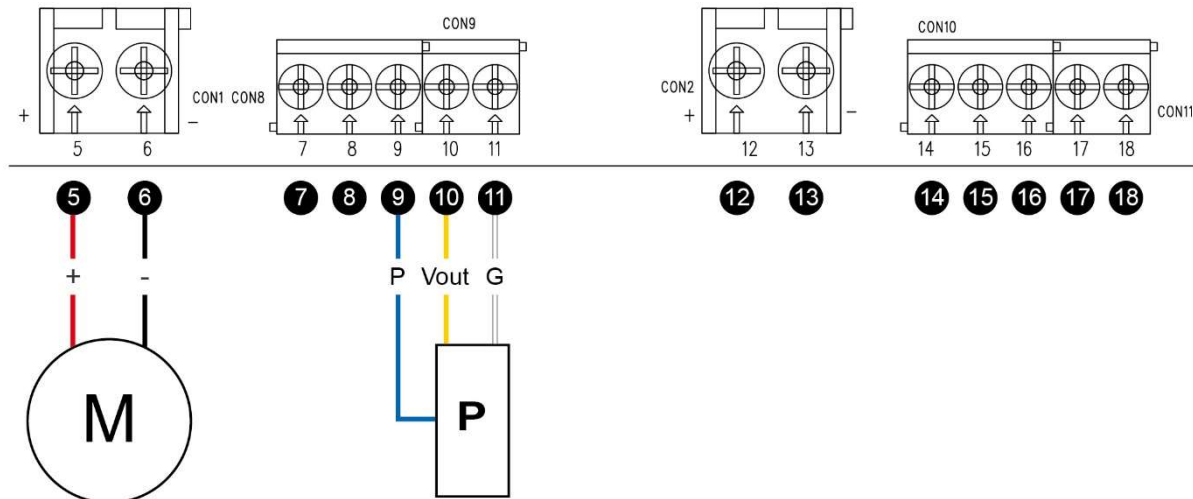 CON9
CON10
+ CON1 CON8
CON2 + - CON11
-
5 6 7 8 9 10 11 12 13 14 15 16 17 18
5 6 7 8 9 10 11 12 13 14 15 16 17 18
+ - P Vout G
M P